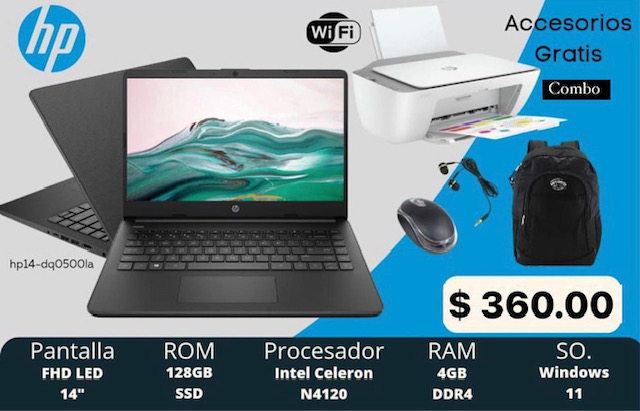 hp
WiFi
Accesorios
Gratis
Combo
hp14-dq0500la
$ 360.00
Pantalla
FHD LED
14"
ROM
128GB
SSD
Procesador
Intel Celeron
N4120
RAM
4GB
DDR4
SO.
Windows
11